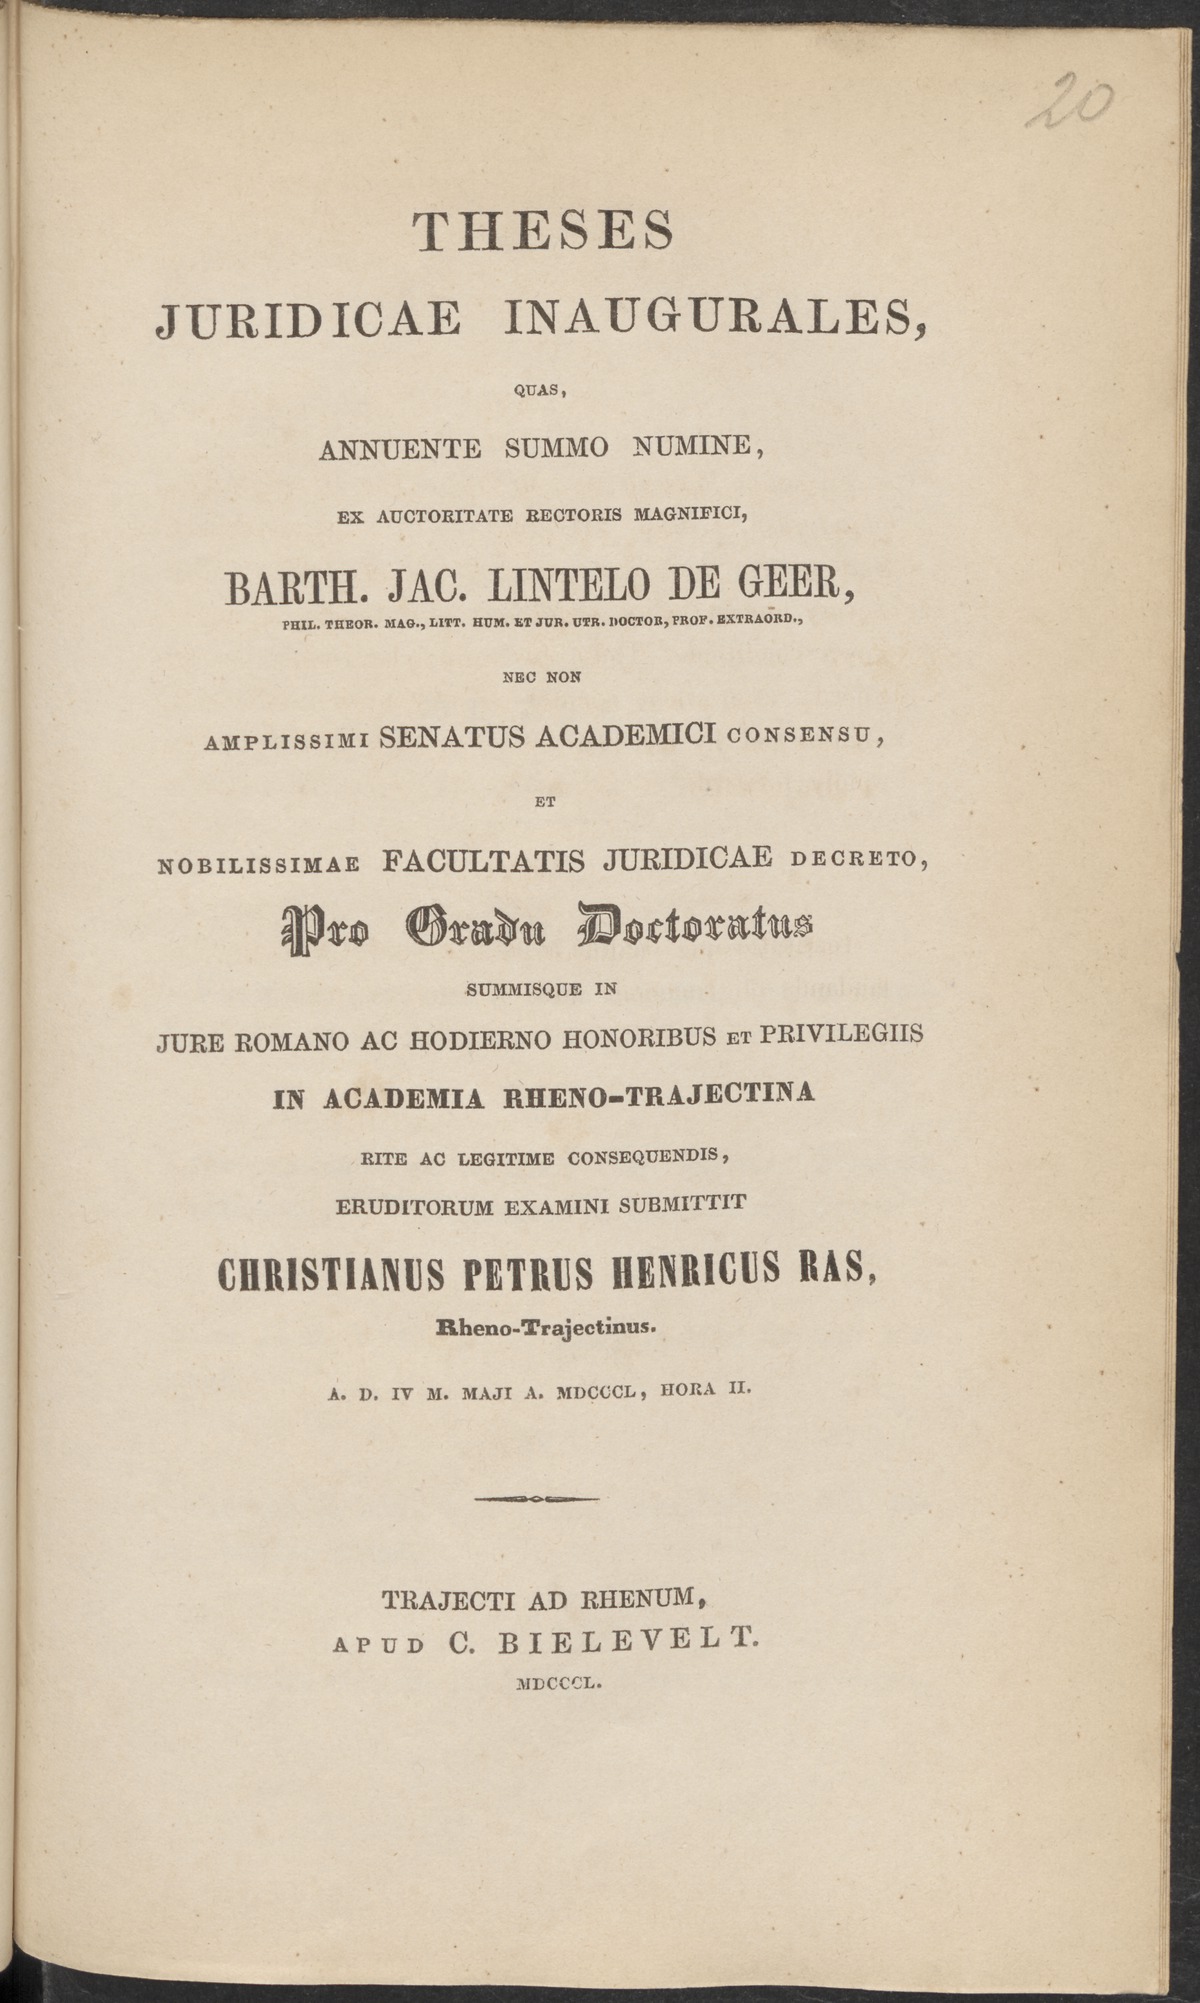 20
THESES
JURIDICAE INAUGURALES,
QUAS,
ANNUENTE SUMMO NUMINE,
EX AUCTORITATE RECTORIS MAGNIFICI,
BARTH. JAC. LINTELO DE GEER,
PHIL. THEOR. MAG., LITT. HUM. ET JUR. UTR. DOCTOR, PROF. EXTRAORD.,
NEC NON
AMPLISSIMI SENATUS ACADEMICI CONSENSU,
ET
NOBILISSIMAE FACULTATIS JURIDICAE DECRETO,
Pro Gradu Doctoratus
SUMMISQUE IN
JURE ROMANO AC HODIERNO HONORIBUS ET PRIVILEGIIS
IN ACADEMIA RHENO-TRAJECTINA
RITE AC LEGITIME CONSEQUENDIS,
ERUDITORUM EXAMINI SUBMITTIT
CHRISTIANUS PETRUS HENRICUS RAS,
Rheno-Trajectinus.
A. D. IV M. MAJI A. MDCCCL, HORA II.
TRAJECTI AD RHENUM,
APUD C. BIELEVELT.
MDCCCL.